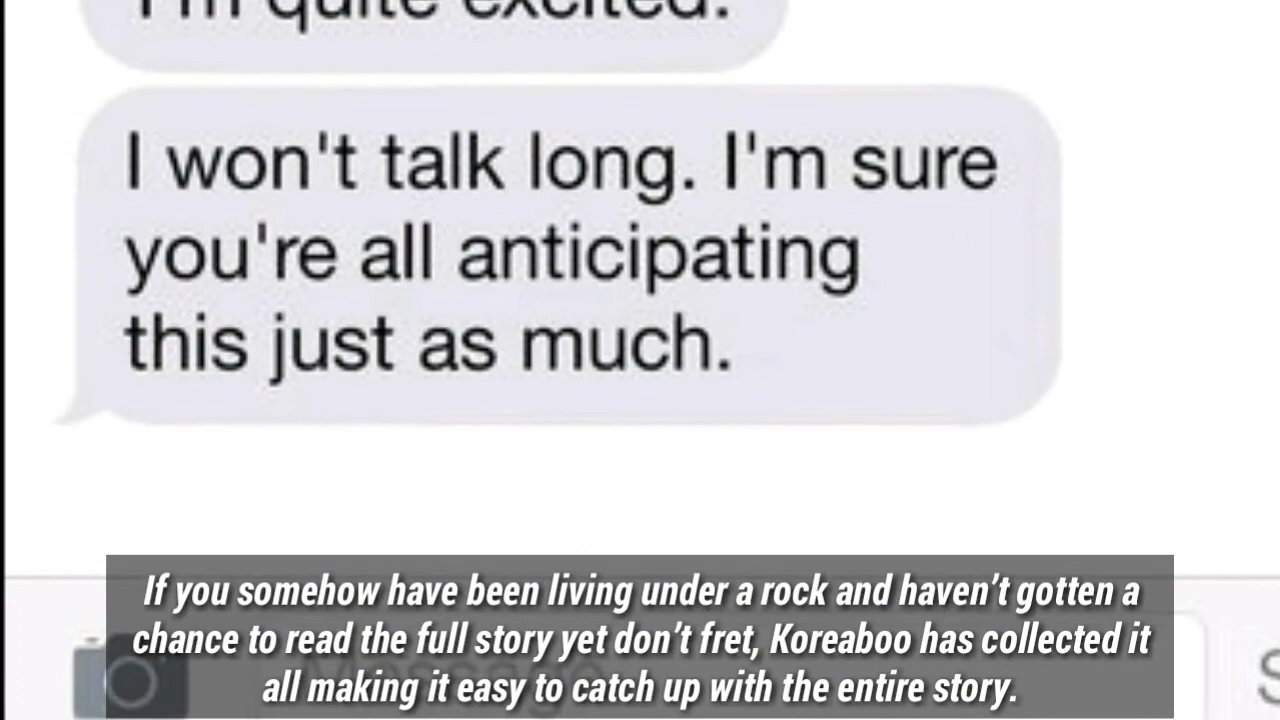 I'm quite excited.
I won't talk long. I'm sure
you're all anticipating
this just as much.
If you somehow have been living under a rock and haven't gotten a
chance to read the full story yet don't fret, Koreaboo has collected it
all making it easy to catch up with the entire story.